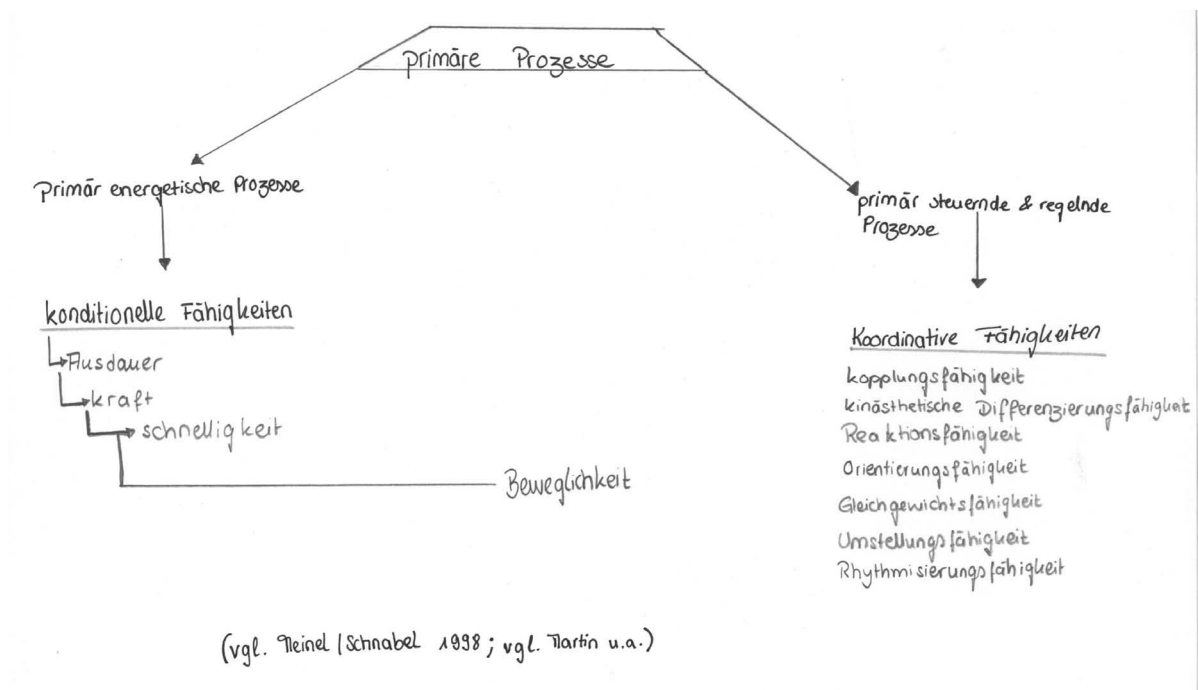 primäre Prozesse
primär energetische Prozesse
primär steuernde & regelnde
Prozesse
konditionelle Fähigkeiten
Ausdauer
kraft
schnelligkeit
Beweglichkeit
Koordinative Fähigkeiten
kopplungsfähigkeit
kinästhetische Differenzierungsfähigkeit
Reaktionsfähigkeit
Orientierungsfähigkeit
Gleichgewichtsfähigkeit
Umstellungsfähigkeit
Rhythmisierungsfähigkeit
(vgl. Meinel / Schnabel 1998; vgl. Martin u.a.)